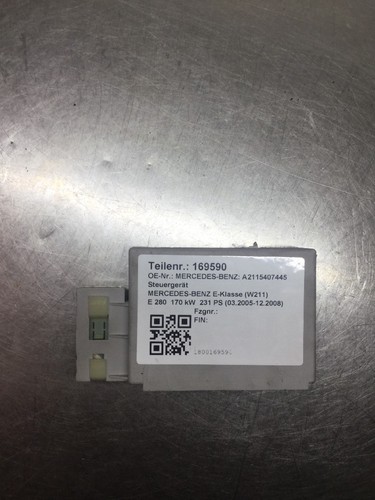 Teilenr.: 169590
OE-Nr.: MERCEDES-BENZ: A2115407445
Steuergerät
MERCEDES-BENZ E-Klasse (W211)
E 280 170 kW 231 PS (03.2005-12.2008)
Fzgnr.:
FIN: